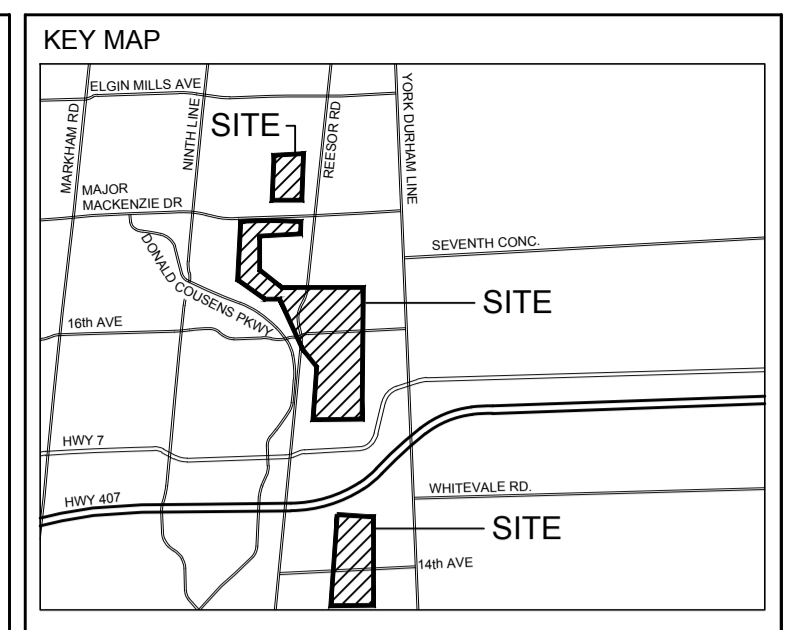 KEY MAP
ELGIN MILLS AVE
MARKHAM RD
NINTH LINE
SITE
REESOR RD
YORK DURHAM LINE
MAJOR
MACKENZIE DR
SEVENTH CONC.
DONALD COUSENS PKWY
SITE
16th AVE
HWY 7
HWY 407
WHITEVALE RD.
SITE
14th AVE